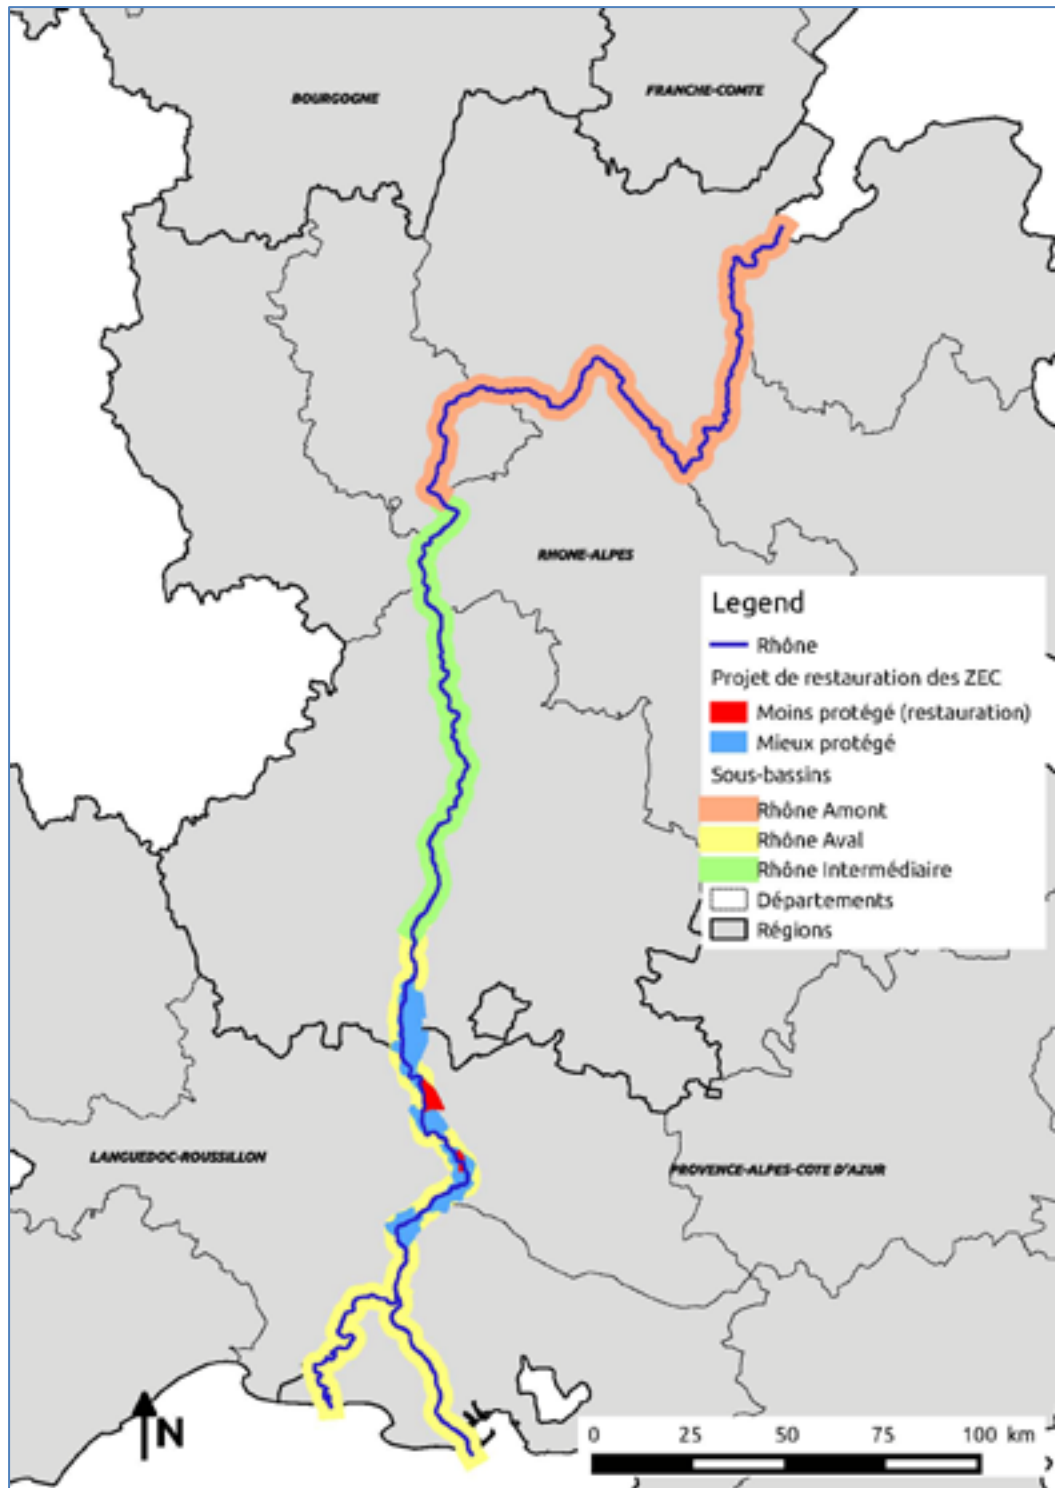 BOURGOGNE
FRANCHE-COMTE
RHONE-ALPES
Legend
Rhône
Projet de restauration des ZEC
Moins protégé (restauration)
Mieux protégé
Sous-bassins
Rhône Amont
Rhône Aval
Rhône Intermédiaire
Départements
Régions
LANGUEDOC-ROUSSILLON
PROVENCE-ALPES-COTE D'AZUR
N
0 25 50 75 100 km